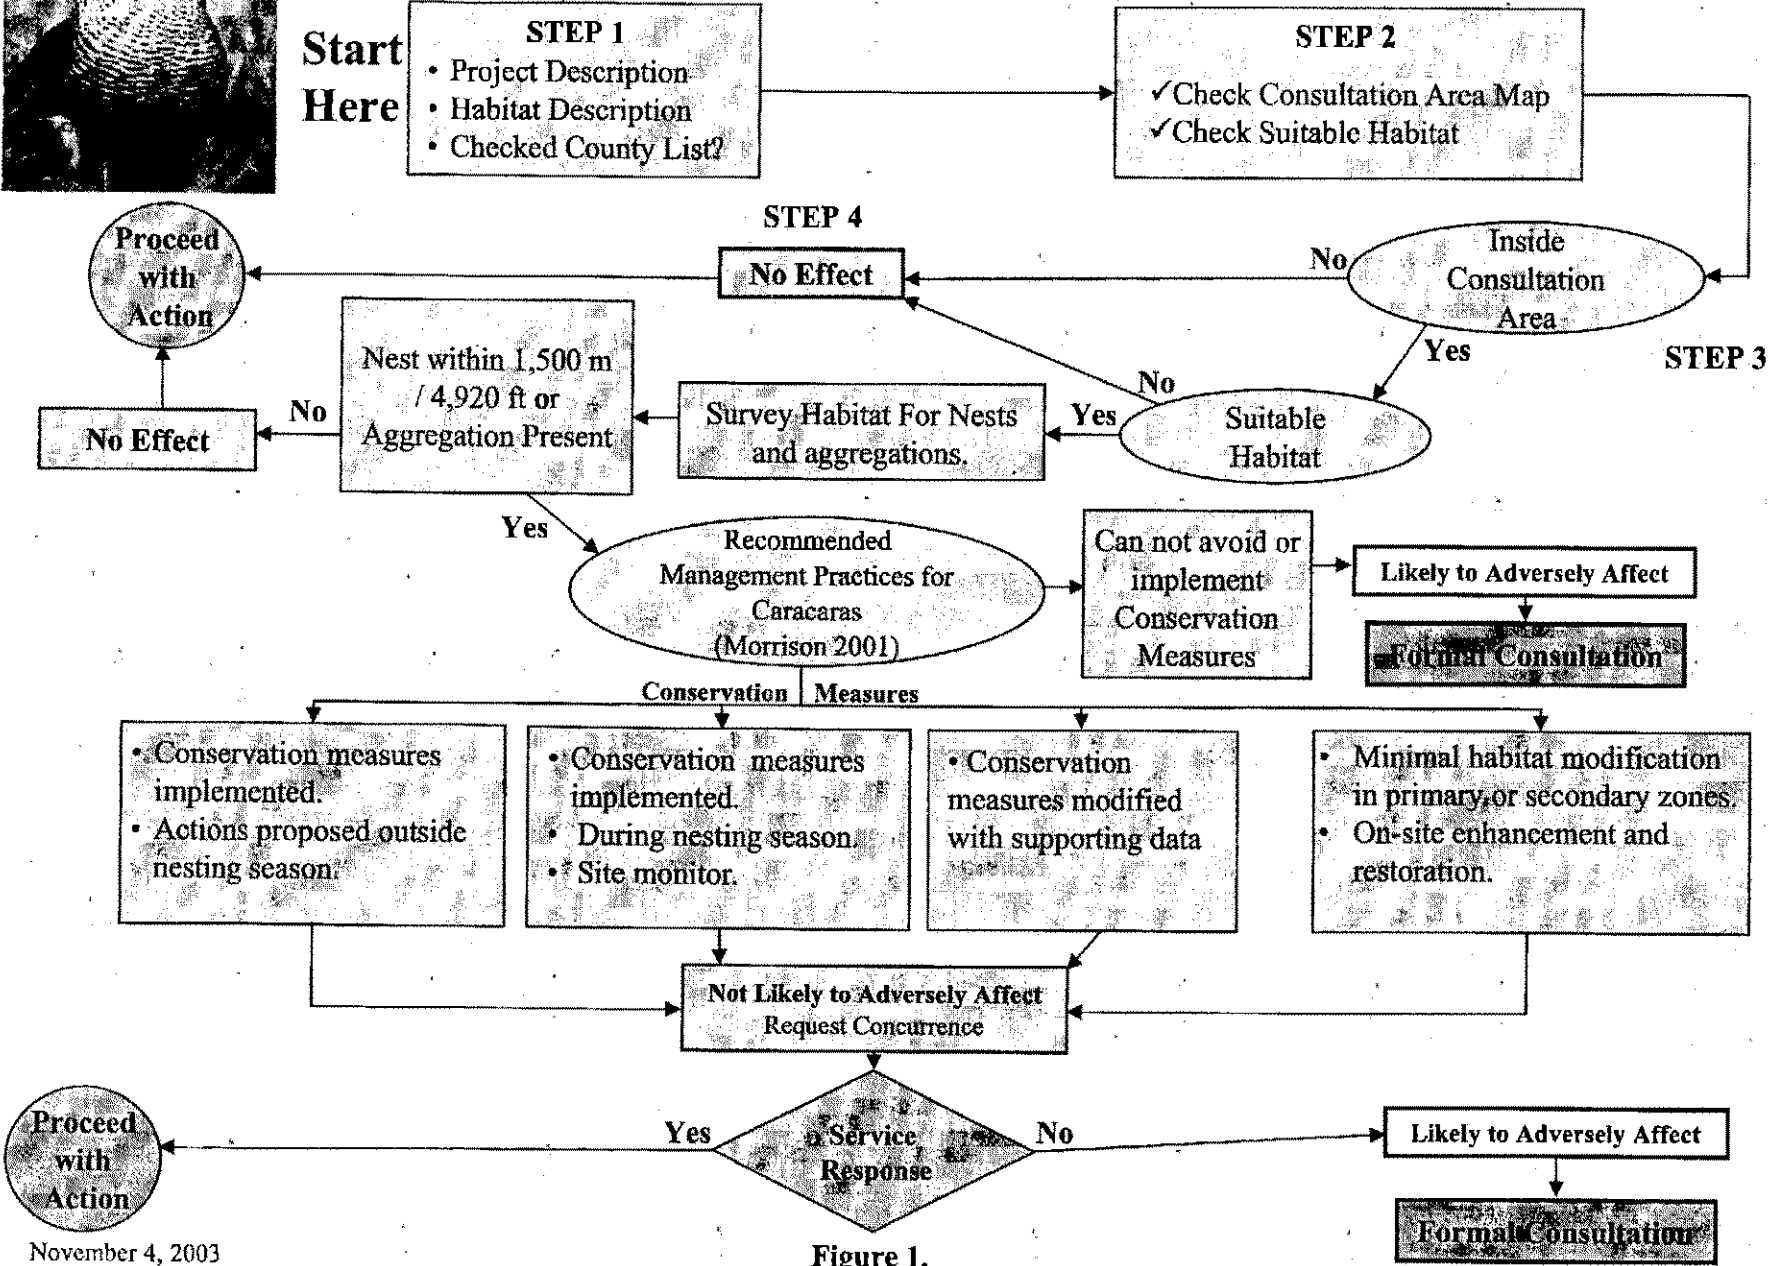 Start
Here
STEP 1
• Project Description
• Habitat Description
• Checked County List?
STEP 2
✓Check Consultation Area Map
✓Check Suitable Habitat
Proceed
with
Action
STEP 4
No Effect
No
Inside
Consultation
Area
Yes
STEP 3
Nest within 1,500 m
/ 4,920 ft or
Aggregation Present
No
No Effect
Survey Habitat For Nests
and aggregations.
Yes
No
Suitable
Habitat
Yes
Recommended
Management Practices for
Caracaras
(Morrison 2001)
Can not avoid or
implement
Conservation
Measures
Likely to Adversely Affect
Formal Consultation
Conservation Measures
• Conservation measures
implemented.
• Actions proposed outside
nesting season.
• Conservation measures
implemented.
• During nesting season.
• Site monitor.
• Conservation
measures modified
with supporting data
• Minimal habitat modification
in primary or secondary zones.
• On-site enhancement and
restoration.
Not Likely to Adversely Affect
Request Concurrence
Proceed
with
Action
Yes
Service
Response
No
Likely to Adversely Affect
Formal Consultation
November 4, 2003
Figure 1.